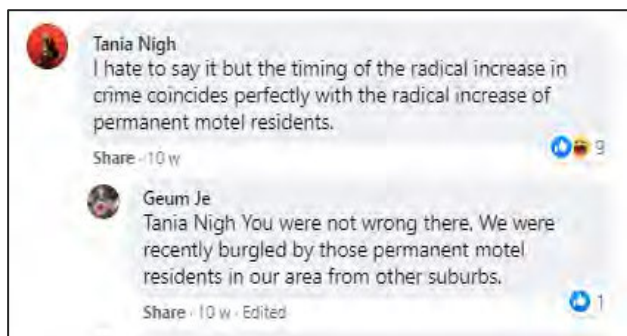 Tania Nigh
I hate to say it but the timing of the radical increase in
crime coincides perfectly with the radical increase of
permanent motel residents.
Share · 10 w
9
Geum Je
Tania Nigh You were not wrong there. We were
recently burgled by those permanent motel
residents in our area from other suburbs.
Share · 10 w · Edited
1